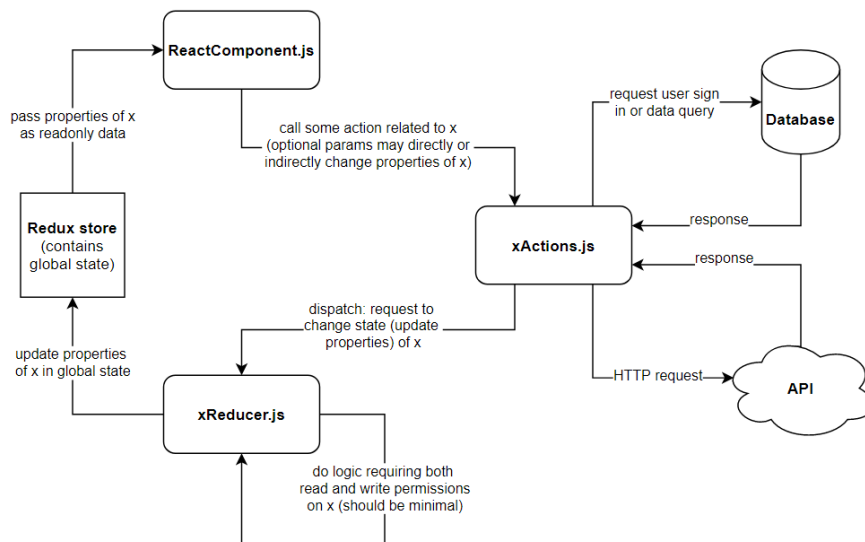 ReactComponent.js
pass properties of x
as readonly data
call some action related to x
(optional params may directly or
indirectly change properties of x)
request user sign
in or data query
Database
Redux store
(contains
global state)
xActions.js
response
response
dispatch: request to
change state (update
properties) of x
update properties
of x in global state
HTTP request
API
xReducer.js
do logic requiring both
read and write permissions
on x (should be minimal)